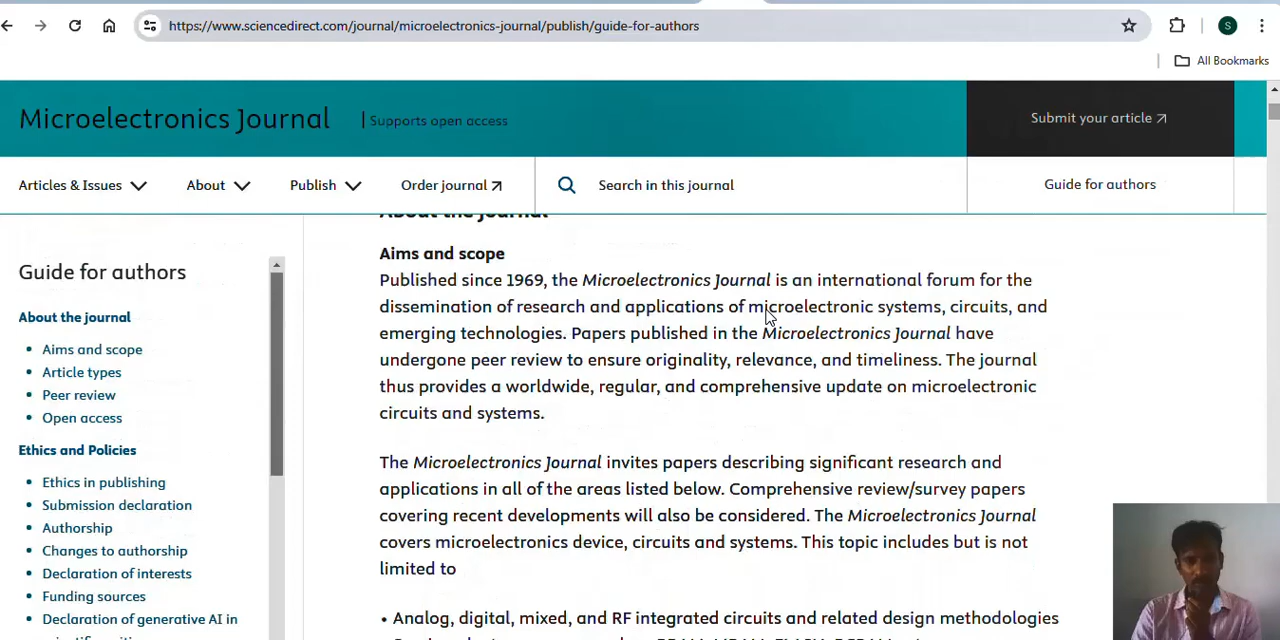 https://www.sciencedirect.com/journal/microelectronics-journal/publish/guide-for-authors
S
All Bookmarks
Microelectronics Journal | Supports open access
Submit your article
Articles & Issues
About
Publish
Order journal
Search in this journal
Guide for authors
About the journal
Guide for authors
About the journal
• Aims and scope
• Article types
• Peer review
• Open access
Ethics and Policies
• Ethics in publishing
• Submission declaration
• Authorship
• Changes to authorship
• Declaration of interests
• Funding sources
• Declaration of generative AI in
Aims and scope
Published since 1969, the Microelectronics Journal is an international forum for the
dissemination of research and applications of microelectronic systems, circuits, and
emerging technologies. Papers published in the Microelectronics Journal have
undergone peer review to ensure originality, relevance, and timeliness. The journal
thus provides a worldwide, regular, and comprehensive update on microelectronic
circuits and systems.
The Microelectronics Journal invites papers describing significant research and
applications in all of the areas listed below. Comprehensive review/survey papers
covering recent developments will also be considered. The Microelectronics Journal
covers microelectronics device, circuits and systems. This topic includes but is not
limited to
• Analog, digital, mixed, and RF integrated circuits and related design methodologies